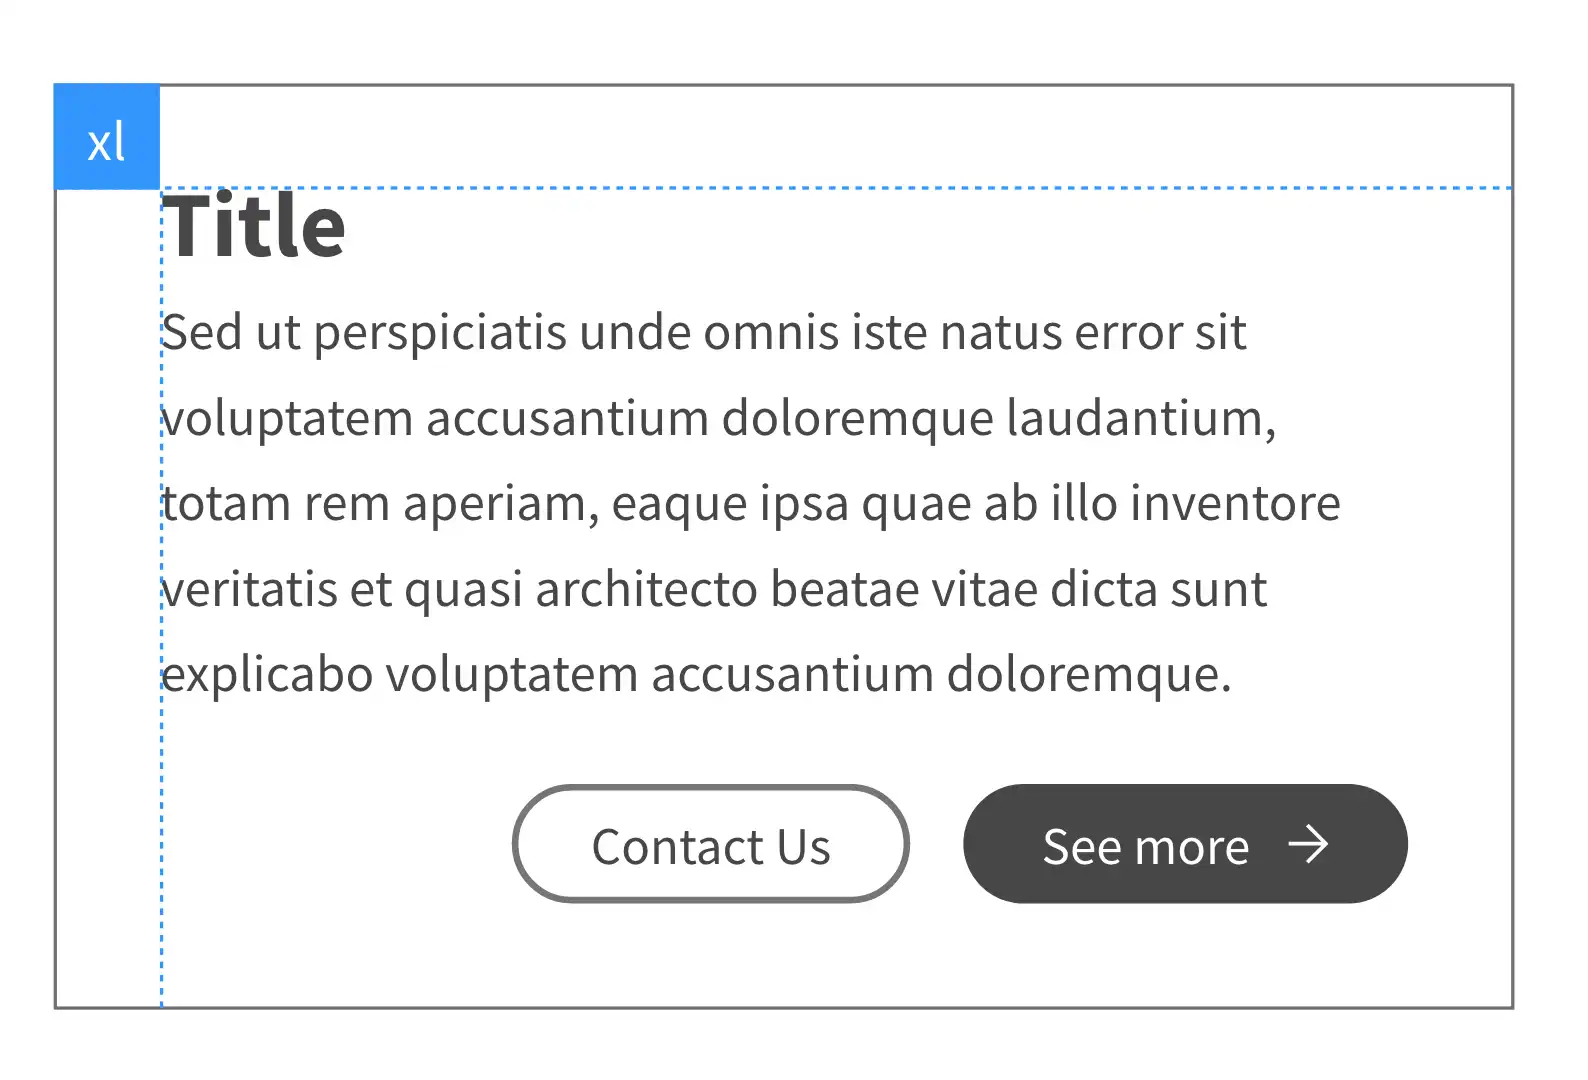 xl
Title
Sed ut perspiciatis unde omnis iste natus error sit
voluptatem accusantium doloremque laudantium,
totam rem aperiam, eaque ipsa quae ab illo inventore
veritatis et quasi architecto beatae vitae dicta sunt
explicabo voluptatem accusantium doloremque.
Contact Us
See more →